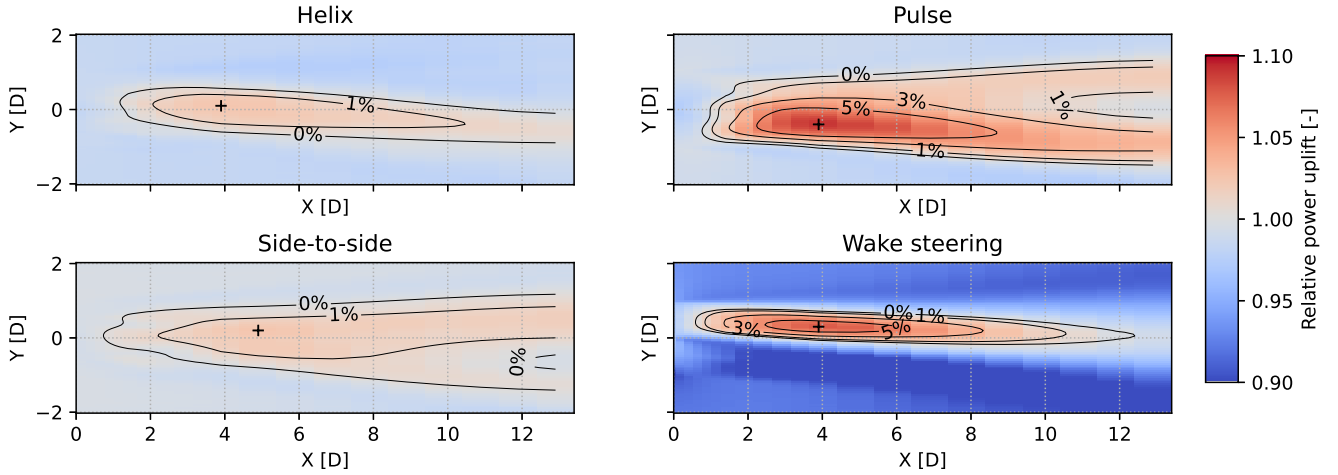 Helix
Pulse
2
0
−2
Y [D]
1%
0%
X [D]
Y [D]
0%
3%
5%
1%
1%
X [D]
Side-to-side
Wake steering
2
0
−2
Y [D]
0%
1%
0%
0 2 4 6 8 10 12
X [D]
Y [D]
0%
1%
3%
5%
0 2 4 6 8 10 12
X [D]
1.10
1.05
1.00
0.95
0.90
Relative power uplift [-]